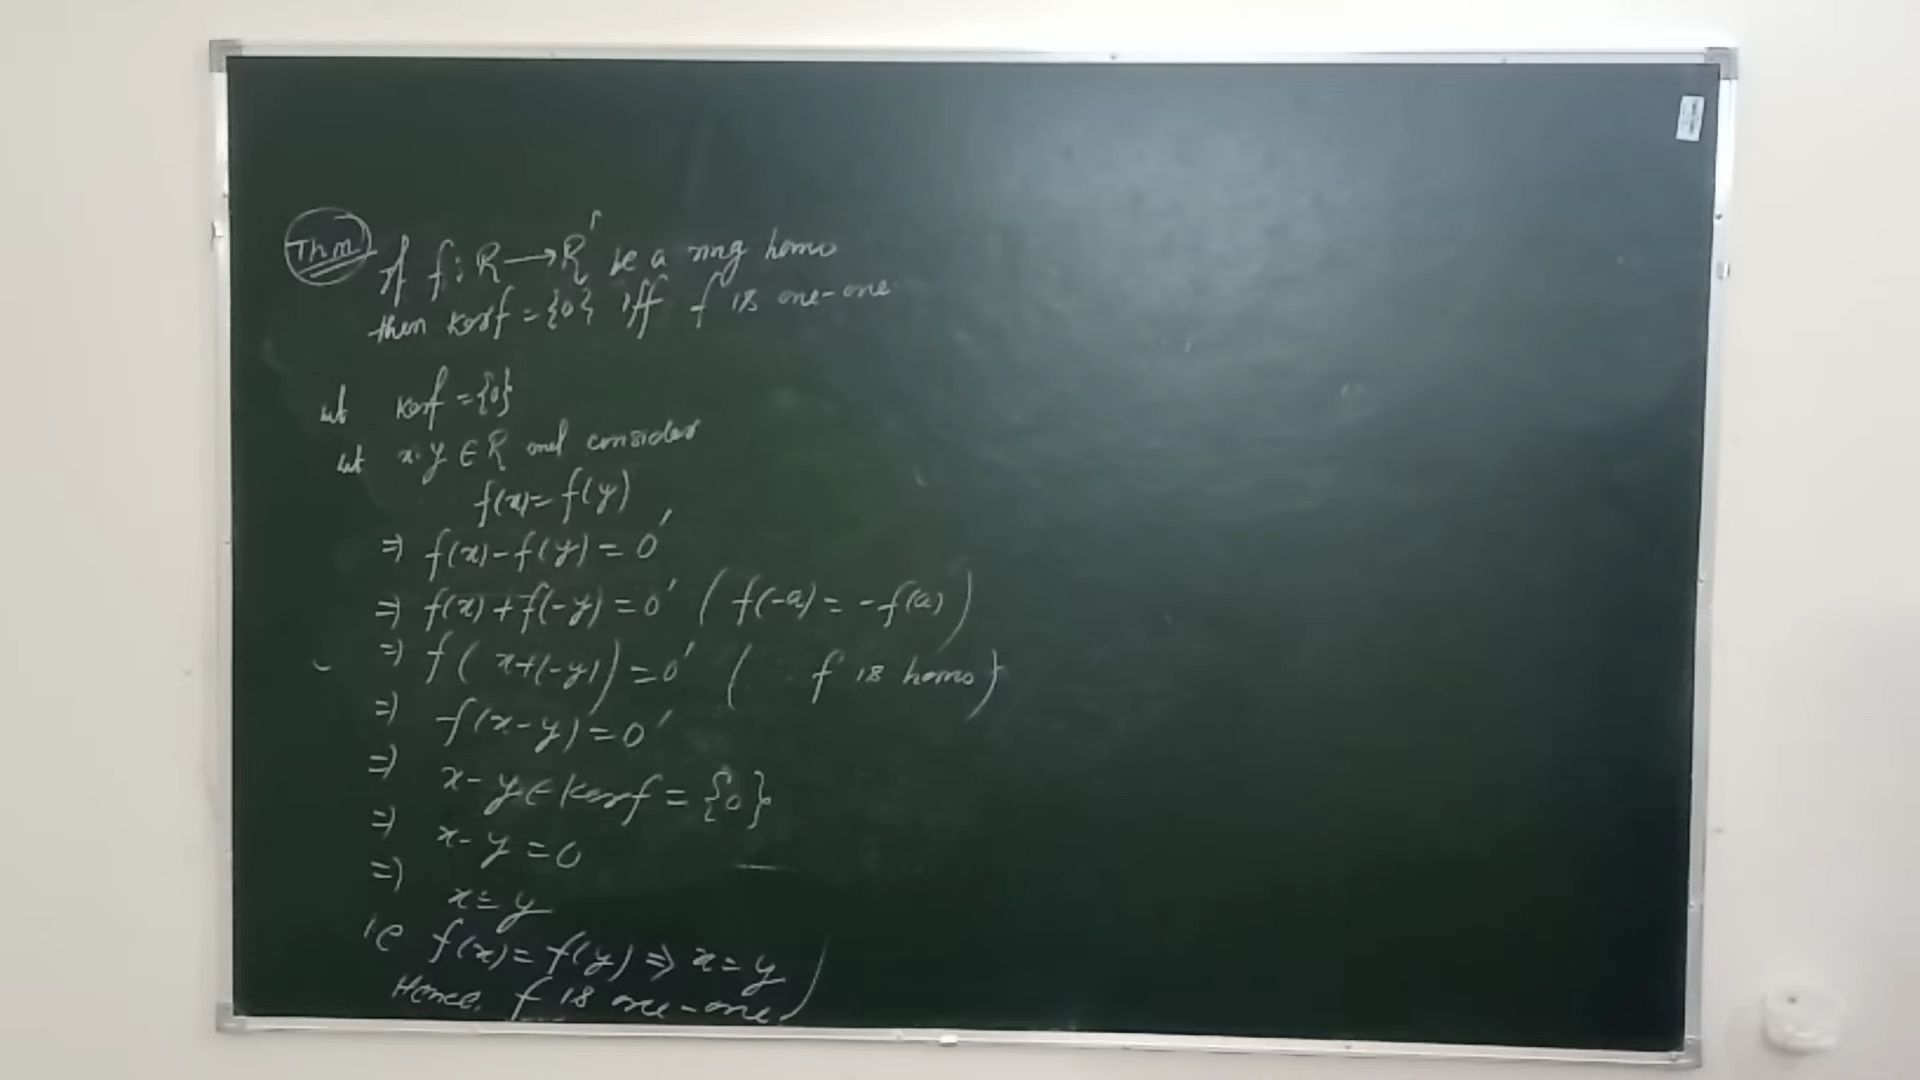 Thm If f: R → R' be a ring homo
then kerf = {0} iff f is one-one
let kerf = {0}
let x, y ∈ R and consider
f(x) = f(y)
⇒ f(x) - f(y) = 0'
⇒ f(x) + f(-y) = 0' ( f(-a) = -f(a) )
⇒ f( x+(-y) ) = 0' ( f is homo )
⇒ f(x-y) = 0'
⇒ x-y ∈ kerf = {0}
⇒ x-y = 0
⇒ x = y
ie f(x) = f(y) ⇒ x = y
Hence, f is one-one